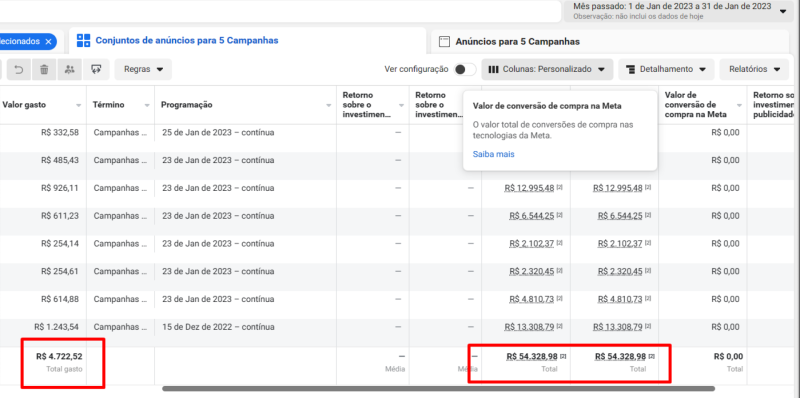 Mês passado: 1 de Jan de 2023 a 31 de Jan de 2023
Observação: não inclui os dados de hoje
elecionados ×
Conjuntos de anúncios para 5 Campanhas
Anúncios para 5 Campanhas
Regras
Ver configuração
Colunas: Personalizado
Detalhamento
Relatórios
Valor gasto Término Programação Retorno sobre o investimen... Retorno sobre o investimen... Valor de conversão de compra na Meta Retorno so investimen publicidad
Valor de conversão de compra na Meta
O valor total de conversões de compra nas
tecnologias da Meta.
Saiba mais
R$ 332,58 Campanhas ... 25 de Jan de 2023 – contínua — — R$ 0,00
R$ 485,43 Campanhas ... 23 de Jan de 2023 – contínua — — R$ 0,00
R$ 926,11 Campanhas ... 23 de Jan de 2023 – contínua — — R$ 12.995,48 [2] R$ 12.995,48 [2] R$ 0,00
R$ 611,23 Campanhas ... 23 de Jan de 2023 – contínua — — R$ 6.544,25 [2] R$ 6.544,25 [2] R$ 0,00
R$ 254,14 Campanhas ... 23 de Jan de 2023 – contínua — — R$ 2.102,37 [2] R$ 2.102,37 [2] R$ 0,00
R$ 254,61 Campanhas ... 23 de Jan de 2023 – contínua — — R$ 2.320,45 [2] R$ 2.320,45 [2] R$ 0,00
R$ 614,88 Campanhas ... 5 de Jan de 2023 – contínua — — R$ 4.810,73 [2] R$ 4.810,73 [2] R$ 0,00
R$ 1.243,54 Campanhas ... 15 de Dez de 2022 – contínua — — R$ 13.308,79 [2] R$ 13.308,79 [2] R$ 0,00
R$ 4.722,52 — — R$ 54.328,98 [2] R$ 54.328,98 [2] R$ 0,00
Total gasto Média Média Total Total Total